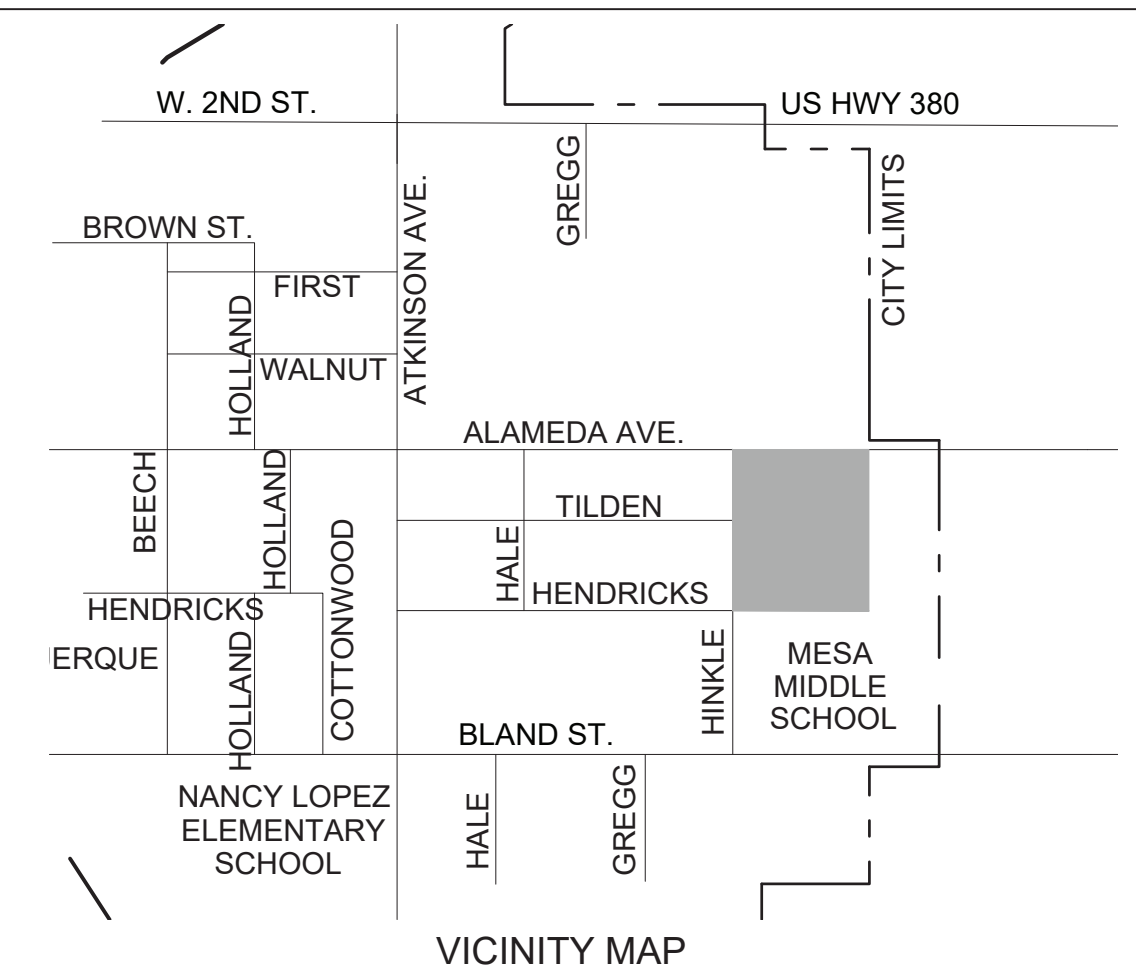 W. 2ND ST.
US HWY 380
GREGG
CITY LIMITS
ATKINSON AVE.
BROWN ST.
FIRST
HOLLAND
WALNUT
ALAMEDA AVE.
BEECH
HOLLAND
TILDEN
COTTONWOOD
HALE
HENDRICKS
HENDRICKS
ERQUE
HOLLAND
HINKLE
MESA
MIDDLE
SCHOOL
BLAND ST.
NANCY LOPEZ
ELEMENTARY
SCHOOL
HALE
GREGG
VICINITY MAP